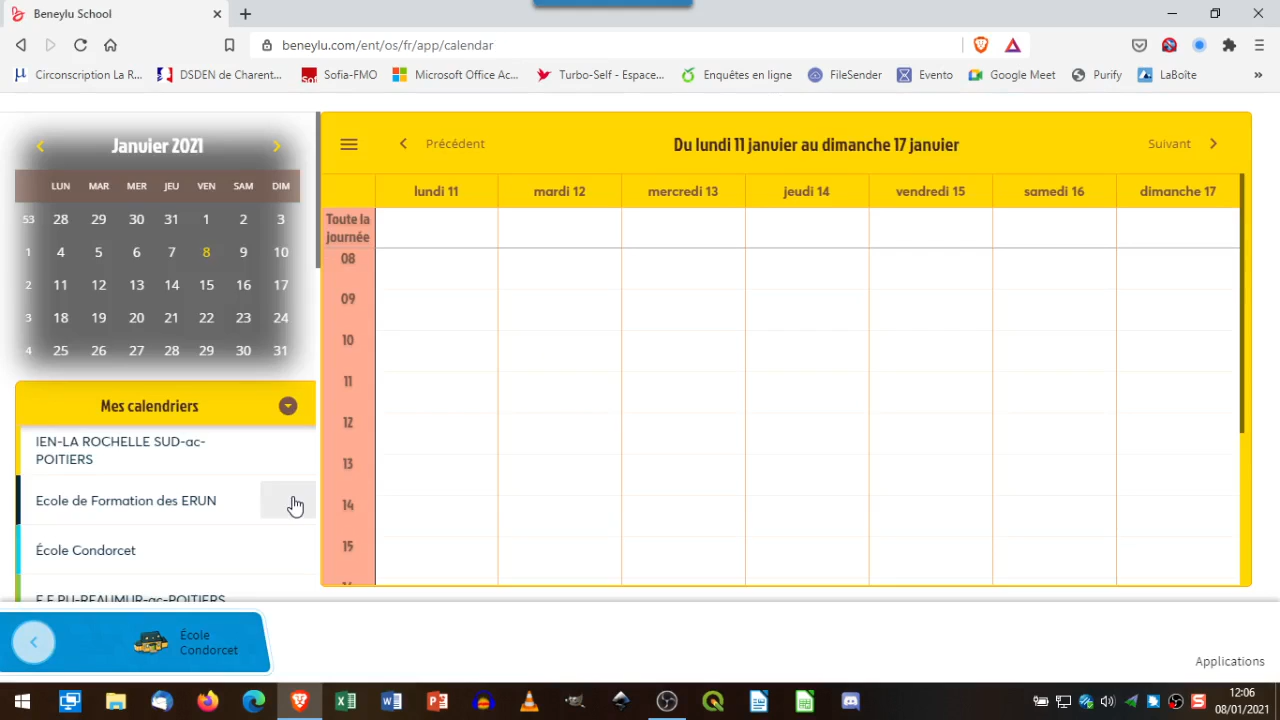 Beneylu School
beneylu.com/ent/os/fr/app/calendar
Circonscription La R... DSDEN de Charent... Sofia-FMO Microsoft Office Ac... Turbo-Self - Espace... Enquêtes en ligne FileSender Evento Google Meet Purify LaBoite
Janvier 2021
LUN MAR MER JEU VEN SAM DIM
53 28 29 30 31 1 2 3
1 4 5 6 7 8 9 10
2 11 12 13 14 15 16 17
3 18 19 20 21 22 23 24
4 25 26 27 28 29 30 31
Mes calendriers
IEN-LA ROCHELLE SUD-ac-
POITIERS
Ecole de Formation des ERUN
École Condorcet
Précédent
Du lundi 11 janvier au dimanche 17 janvier
Suivant
lundi 11 mardi 12 mercredi 13 jeudi 14 vendredi 15 samedi 16 dimanche 17
Toute la
journée
08
09
10
11
12
13
14
15
École
Condorcet
Applications
12:06
08/01/2021